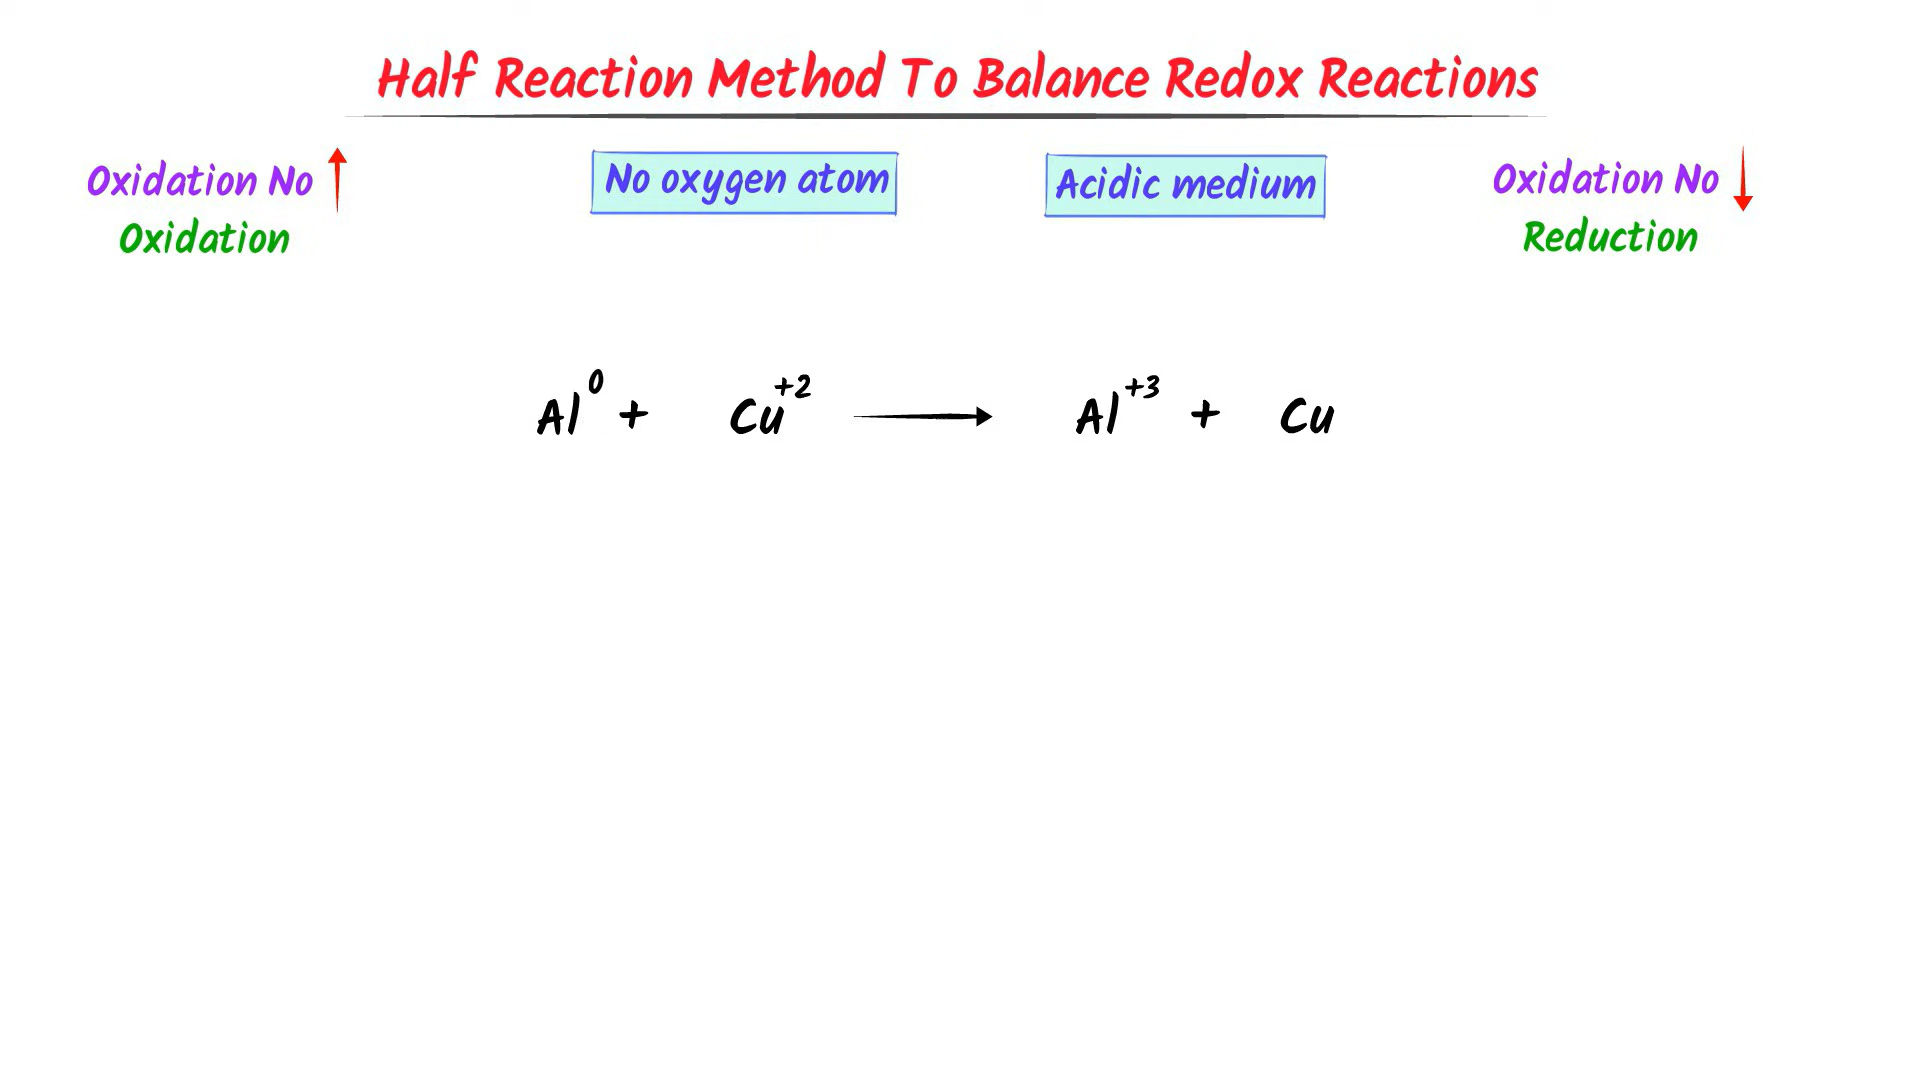 Half Reaction Method To Balance Redox Reactions
Oxidation No
Oxidation
No oxygen atom
Acidic medium
Oxidation No
Reduction
Al⁰ + Cu⁺² → Al⁺³ + Cu